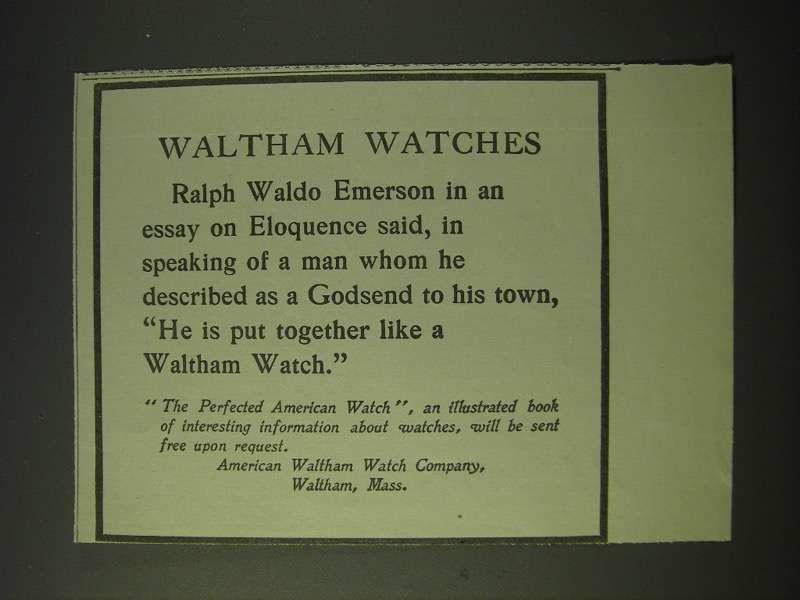 WALTHAM WATCHES
Ralph Waldo Emerson in an
essay on Eloquence said, in
speaking of a man whom he
described as a Godsend to his town,
“He is put together like a
Waltham Watch.”
“The Perfected American Watch”, an illustrated book
of interesting information about watches, will be sent
free upon request.
American Waltham Watch Company,
Waltham, Mass.